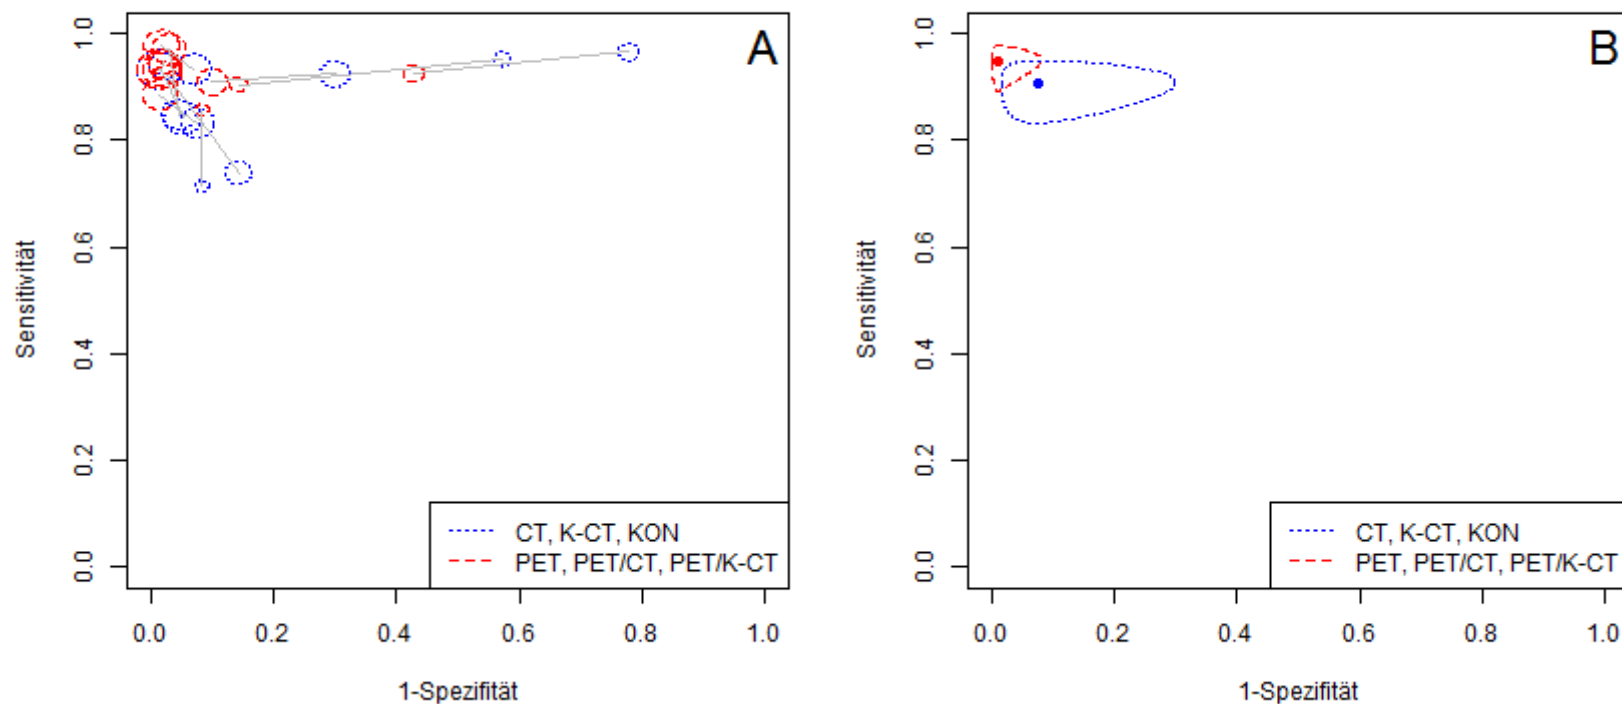 A
1.0
0.8
0.6
0.4
0.2
0.0
Sensitivität
CT, K-CT, KON
PET, PET/CT, PET/K-CT
0.0 0.2 0.4 0.6 0.8 1.0
1-Spezifität
B
1.0
0.8
0.6
0.4
0.2
0.0
Sensitivität
CT, K-CT, KON
PET, PET/CT, PET/K-CT
0.0 0.2 0.4 0.6 0.8 1.0
1-Spezifität